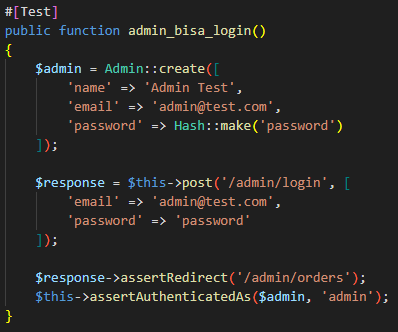 #[Test]
public function admin_bisa_login()
{
    $admin = Admin::create([
        'name' => 'Admin Test',
        'email' => 'admin@test.com',
        'password' => Hash::make('password')
    ]);

    $response = $this->post('/admin/login', [
        'email' => 'admin@test.com',
        'password' => 'password'
    ]);

    $response->assertRedirect('/admin/orders');
    $this->assertAuthenticatedAs($admin, 'admin');
}